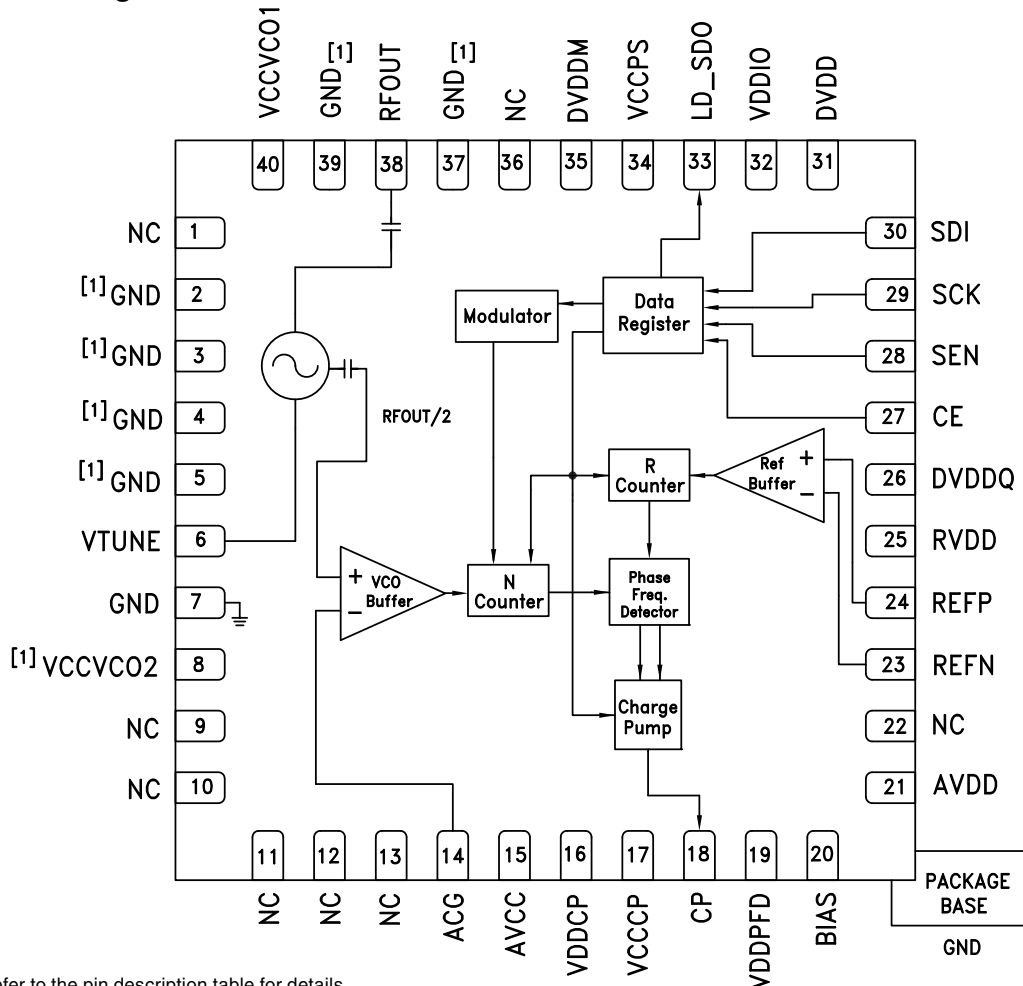 VCCVCO1
GND[1]
RFOUT
GND[1]
NC
DVDDM
VCCPS
LD_SDO
VDDIO
DVDD
40
39
38
37
36
35
34
33
32
31
NC 1
[1]GND 2
[1]GND 3
[1]GND 4
[1]GND 5
VTUNE 6
GND 7
[1]VCCVCO2 8
NC 9
NC 10
30 SDI
29 SCK
28 SEN
27 CE
26 DVDDQ
25 RVDD
24 REFP
23 REFN
22 NC
21 AVDD
Modulator
Data
Register
RFOUT/2
R
Counter
Ref
Buffer
+
−
+
−
VCO
Buffer
N
Counter
Phase
Freq.
Detector
Charge
Pump
11
12
13
14
15
16
17
18
19
20
NC
NC
NC
ACG
AVCC
VDDCP
VCCCP
CP
VDDPFD
BIAS
PACKAGE
BASE
GND
efer to the pin description table for details